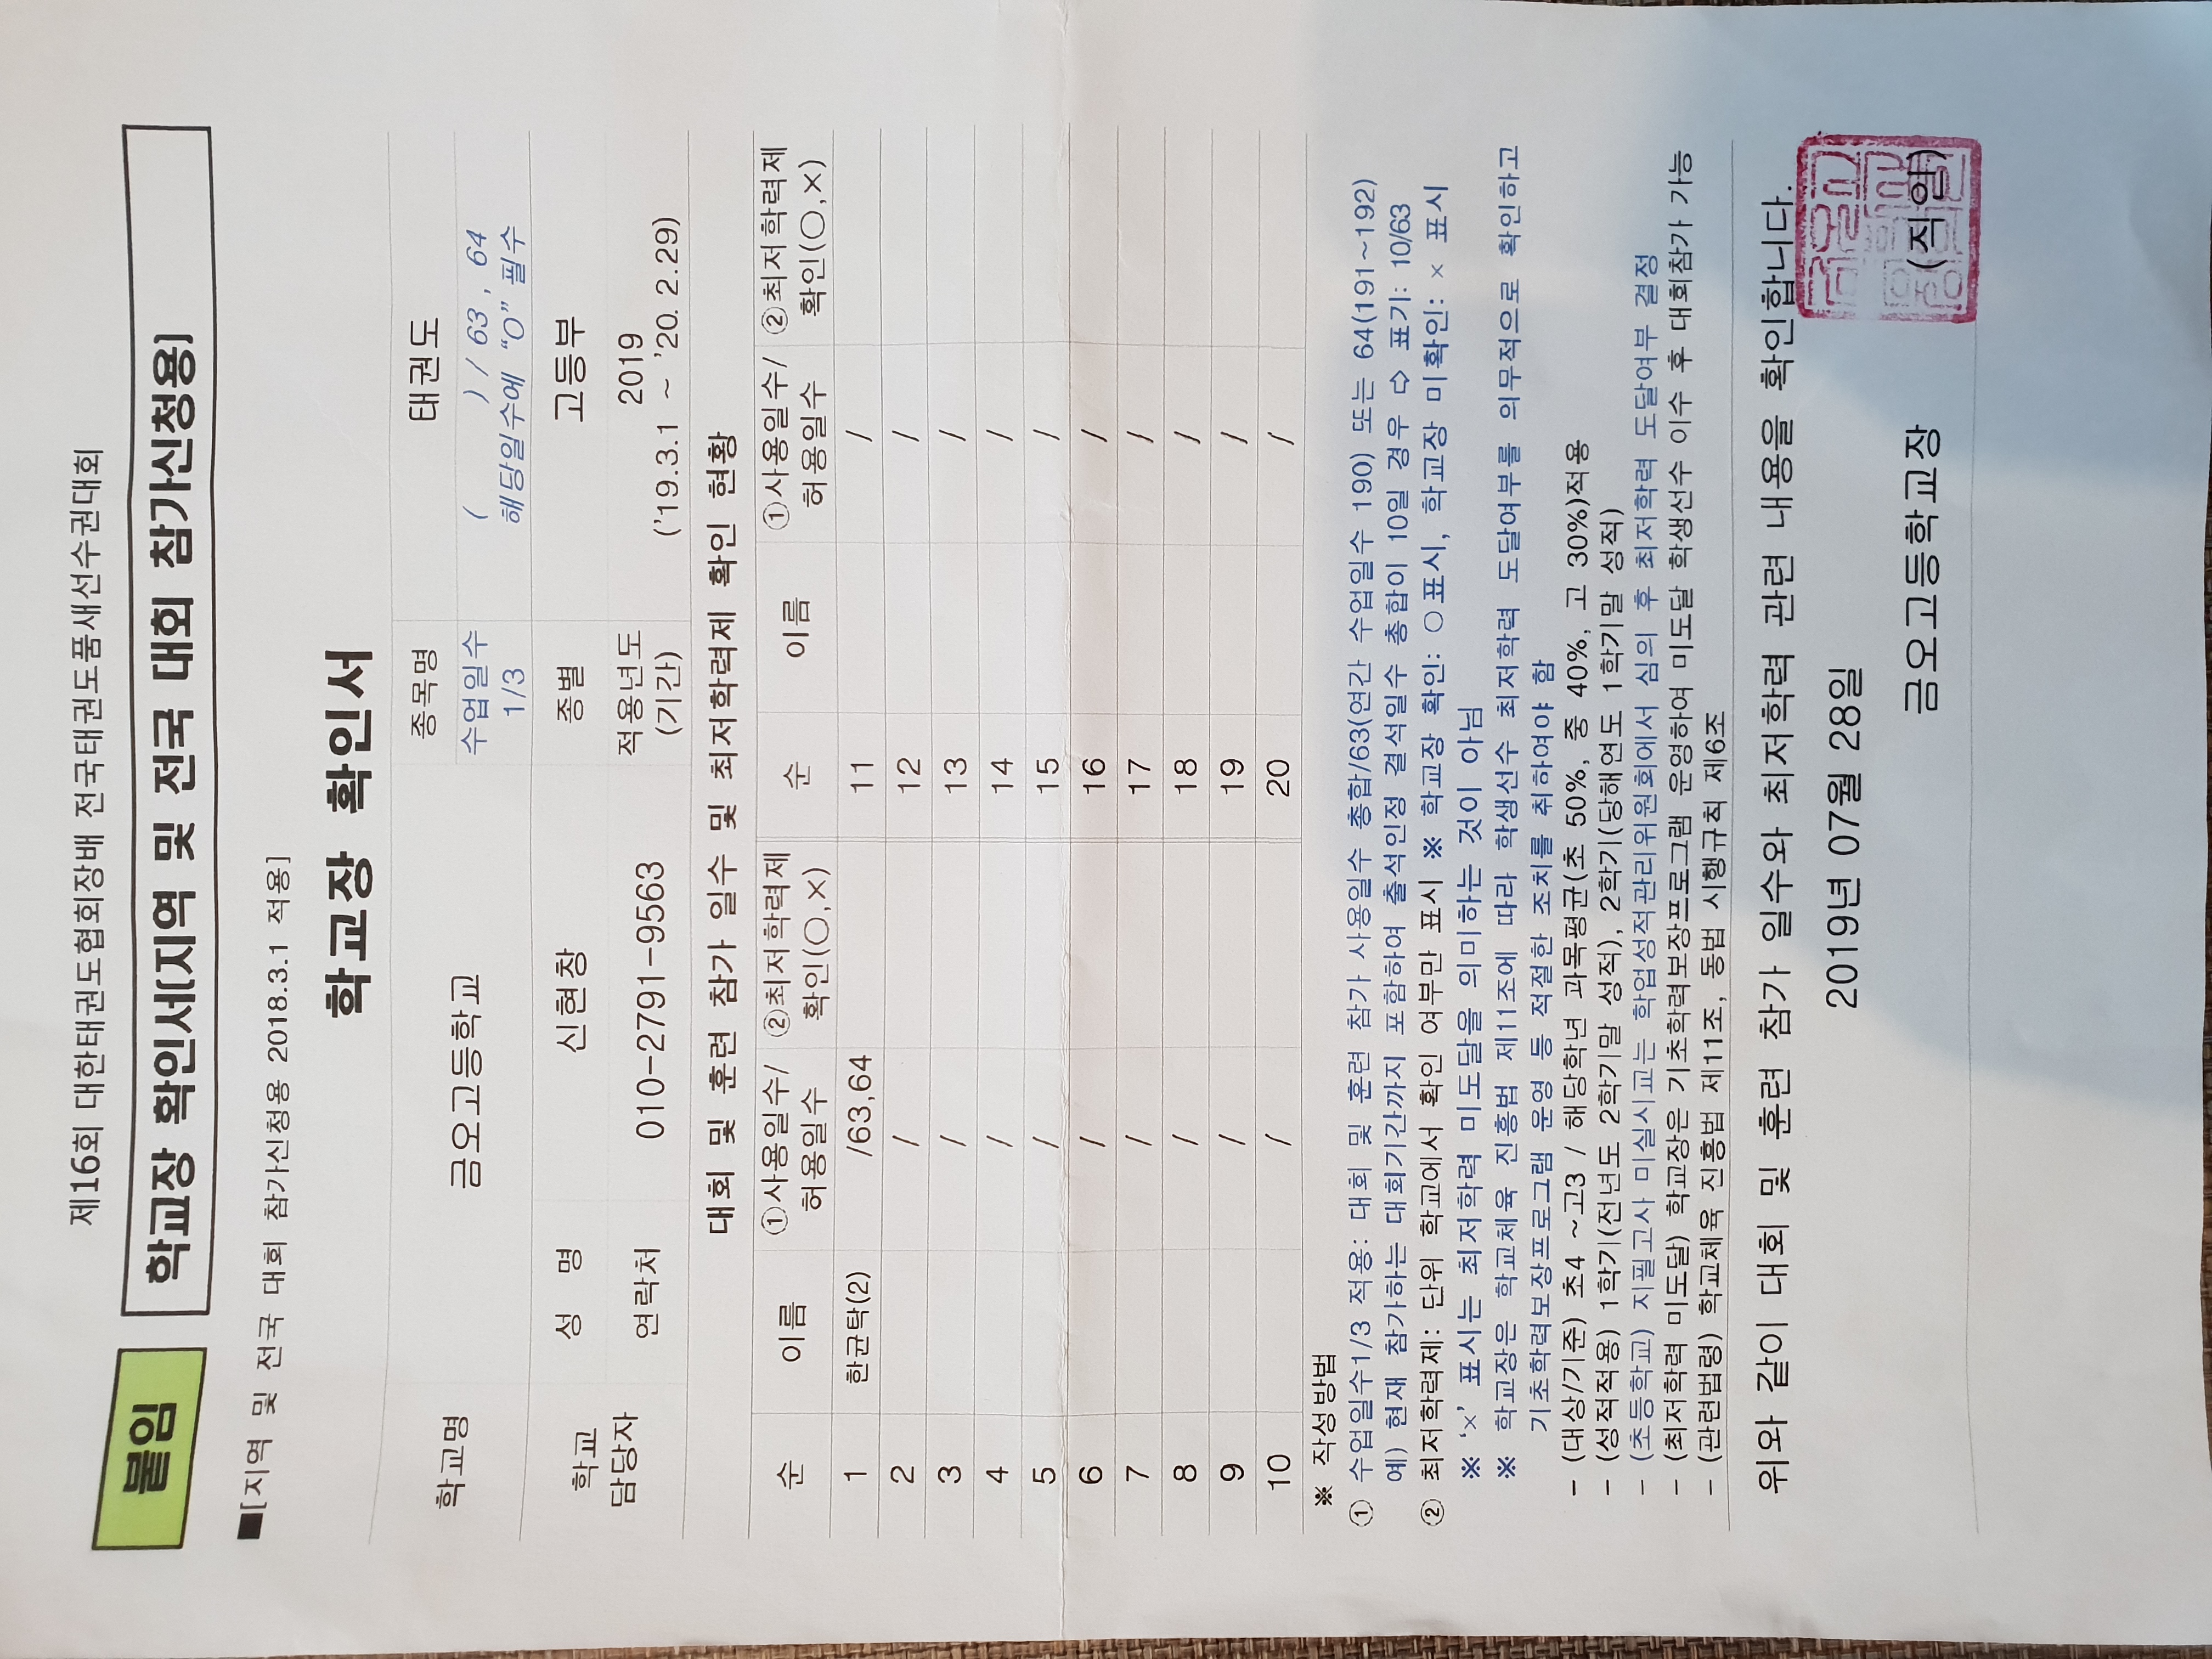 제16회 대한태권도협회장배 전국태권도품새선수권대회
붙임 학교장 확인서[지역 및 전국 대회 참가신청용]
■[지역 및 전국 대회 참가신청용 2018.3.1 적용]
학교장 확인서
학교명 금오고등학교 종목명 태권도
수업일수 1/3 ( ) / 63 , 64
해당일수에 “O” 필수
학교 담당자 성 명 신현창 종별 고등부
연락처 010-2791-9563 적용년도 (기간) 2019
('19.3.1 ~ '20.2.29)
대회 및 훈련 참가 일수 및 최저학력제 확인 현황
순 이름 ①사용일수/허용일수 ②최저학력제 확인(○,×) 순 이름 ①사용일수/허용일수 ②최저학력제 확인(○,×)
1 한균탁(2) /63,64 11 /
2 / 12 /
3 / 13 /
4 / 14 /
5 / 15 /
6 / 16 /
7 / 17 /
8 / 18 /
9 / 19 /
10 / 20 /
※ 작성방법
① 수업일수1/3 적용: 대회 및 훈련 참가 사용일수 총합/63(연간 수업일수 190) 또는 64(191~192)
예) 현재 참가하는 대회기간까지 포함하여 출석인정 결석일수 총합이 10일 경우 ⇨ 표기: 10/63
② 최저학력제: 단위 학교에서 확인 여부만 표시 ※ 학교장 확인: ○표시, 학교장 미확인: × 표시
※ ‘×’ 표시는 최저학력 미도달을 의미하는 것이 아님
※ 학교장은 학교체육 진흥법 제11조에 따라 학생선수 최저학력 도달여부를 의무적으로 확인하고
기초학력보장프로그램 운영 등 적절한 조치를 취하여야 함
- (대상/기준) 초4 ~고3 / 해당학년 과목평균(초 50%, 중 40%, 고 30%)적용
- (성적적용) 1학기(전년도 2학기말 성적), 2학기(당해연도 1학기말 성적)
- (초등학교) 지필고사 미실시교는 학업성적관리위원회에서 심의 후 최저학력 도달여부 결정
- (최저학력 미도달) 학교장은 기초학력보장프로그램 운영하여 미도달 학생선수 이수 후 대회참가 가능
- (관련법령) 학교체육 진흥법 제11조, 동법 시행규칙 제6조
위와 같이 대회 및 훈련 참가 일수와 최저학력 관련 내용을 확인합니다.
2019년 07월 28일
금오고등학교장 (직인)